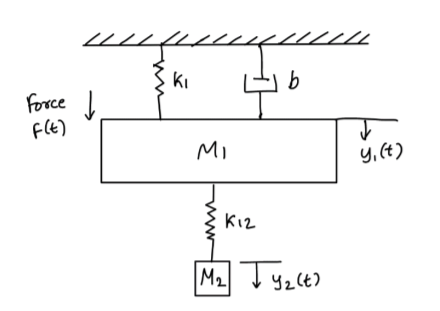 k1
b
Force
F(t)
M1
y1(t)
K12
M2
y2(t)